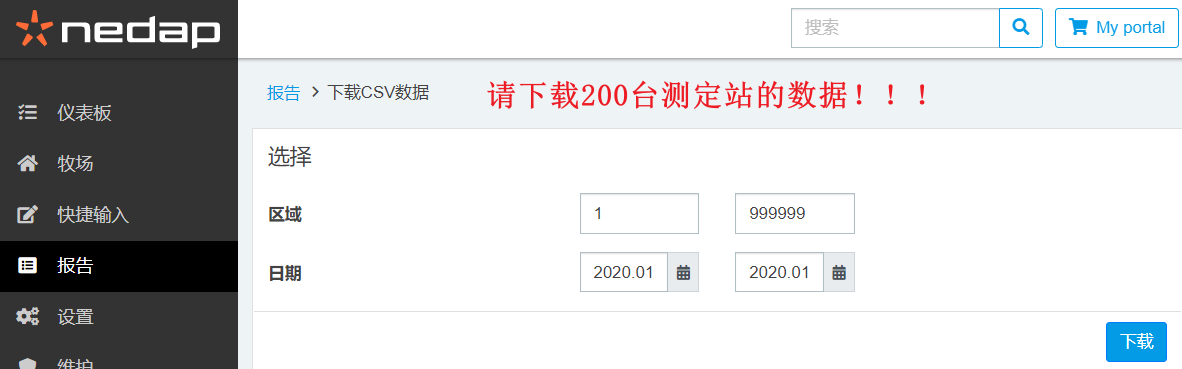 nedap
搜索
My portal
仪表板
牧场
快捷输入
报告
设置
维护
报告 > 下载CSV数据
请下载200台测定站的数据！！！
选择
区域 1 999999
日期 2020.01 2020.01
下载